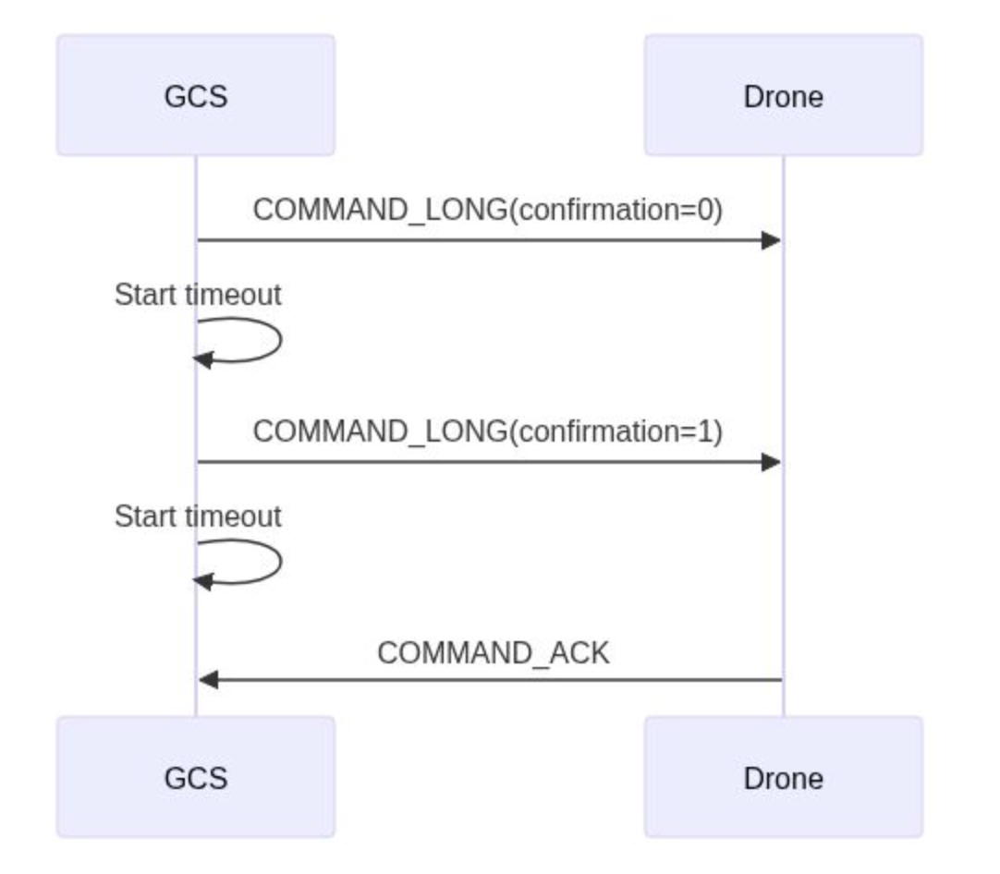 GCS
Drone
COMMAND_LONG(confirmation=0)
Start timeout
COMMAND_LONG(confirmation=1)
Start timeout
COMMAND_ACK
GCS
Drone